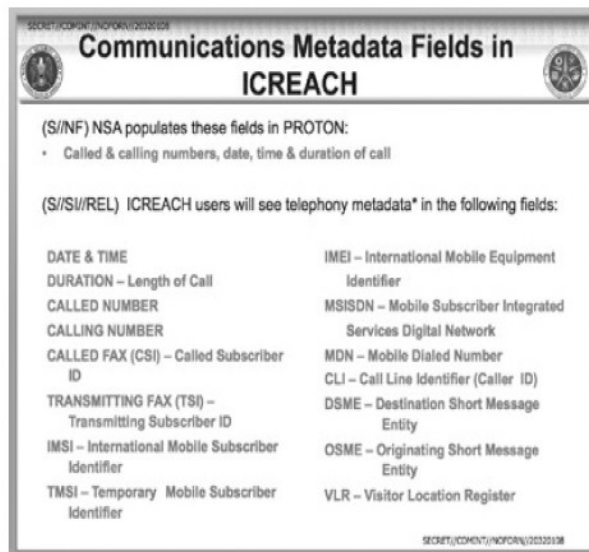 SECRET//COMINT//NOFORN//20320108
Communications Metadata Fields in
ICREACH
(S//NF) NSA populates these fields in PROTON:
• Called & calling numbers, date, time & duration of call
(S//SI//REL) ICREACH users will see telephony metadata* in the following fields:
DATE & TIME
DURATION – Length of Call
CALLED NUMBER
CALLING NUMBER
CALLED FAX (CSI) – Called Subscriber
ID
TRANSMITTING FAX (TSI) –
Transmitting Subscriber ID
IMSI – International Mobile Subscriber
Identifier
TMSI – Temporary Mobile Subscriber
Identifier
IMEI – International Mobile Equipment
Identifier
MSISDN – Mobile Subscriber Integrated
Services Digital Network
MDN – Mobile Dialed Number
CLI – Call Line Identifier (Caller ID)
DSME – Destination Short Message
Entity
OSME – Originating Short Message
Entity
VLR – Visitor Location Register
SECRET//COMINT//NOFORN//20320108